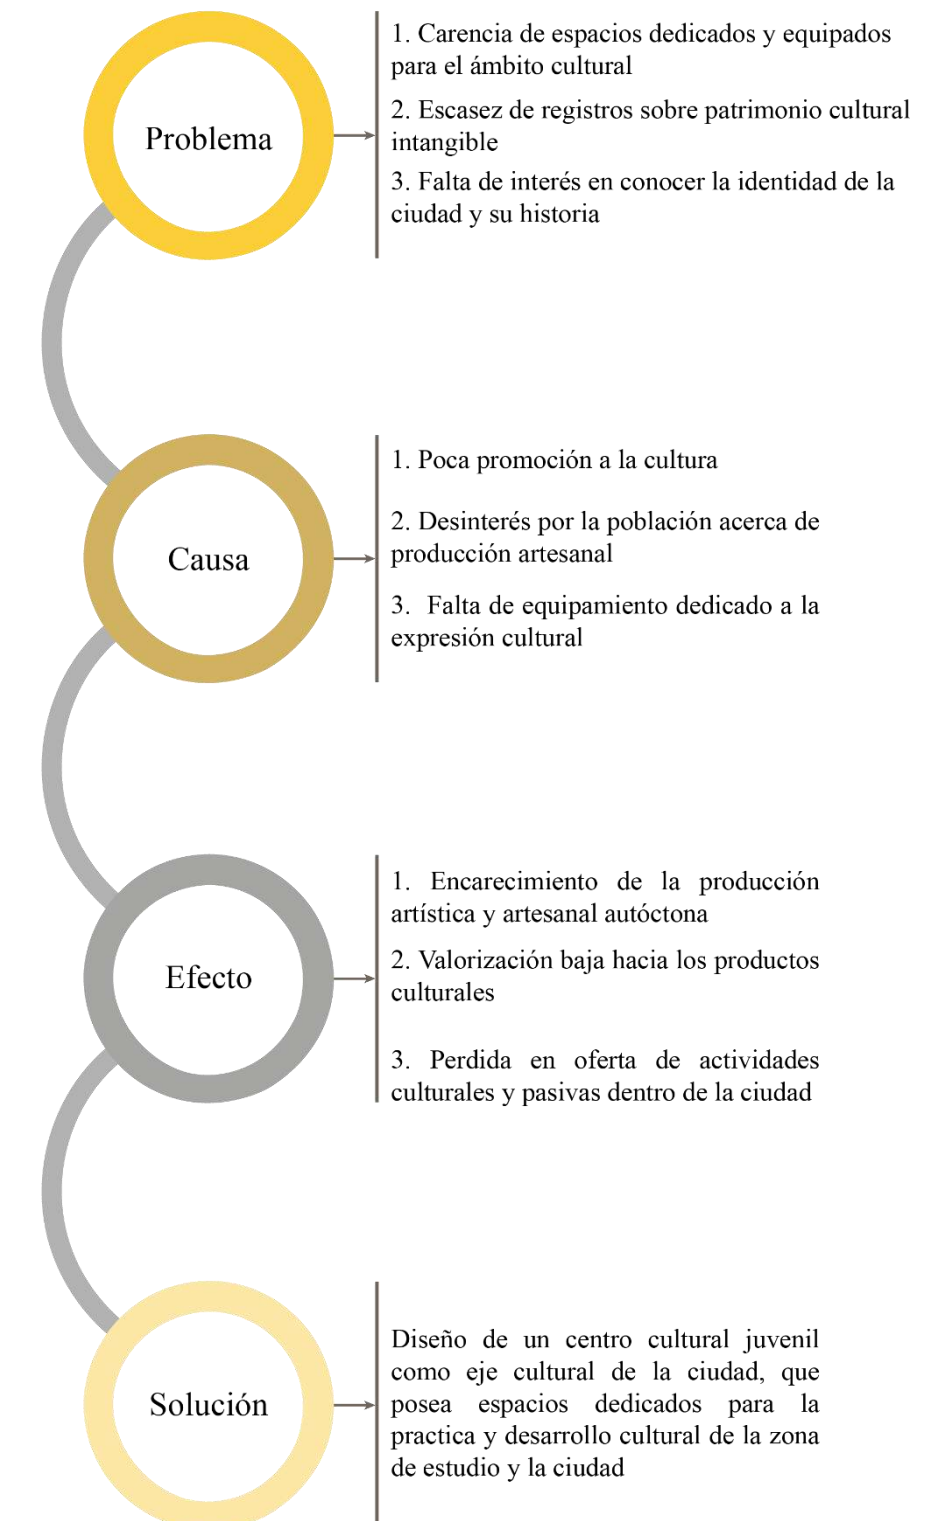 Problema
1. Carencia de espacios dedicados y equipados
para el ámbito cultural
2. Escasez de registros sobre patrimonio cultural
intangible
3. Falta de interés en conocer la identidad de la
ciudad y su historia
Causa
1. Poca promoción a la cultura
2. Desinterés por la población acerca de
producción artesanal
3. Falta de equipamiento dedicado a la
expresión cultural
Efecto
1. Encarecimiento de la producción
artística y artesanal autóctona
2. Valorización baja hacia los productos
culturales
3. Perdida en oferta de actividades
culturales y pasivas dentro de la ciudad
Solución
Diseño de un centro cultural juvenil
como eje cultural de la ciudad, que
posea espacios dedicados para la
practica y desarrollo cultural de la zona
de estudio y la ciudad